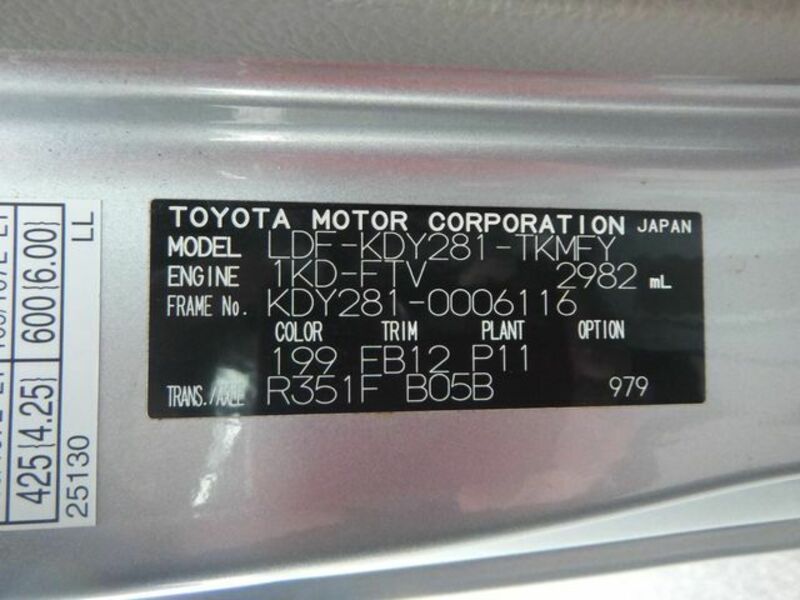 TOYOTA MOTOR CORPORATION JAPAN
MODEL LDF-KDY281-TKMFY
ENGINE 1KD-FTV 2982 mL
FRAME No. KDY281-0006116
COLOR TRIM PLANT OPTION
199 FB12 P11
TRANS./AXLE R351F B05B 979
600{6.00} LL
425{4.25} 25130